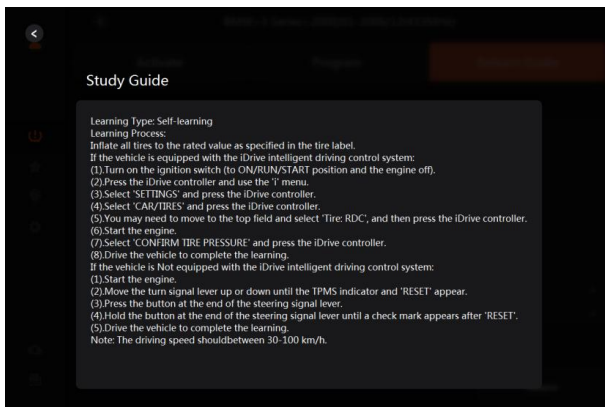 Study Guide
Learning Type: Self-learning
Learning Process:
Inflate all tires to the rated value as specified in the tire label.
If the vehicle is equipped with the iDrive intelligent driving control system:
(1).Turn on the ignition switch (to ON/RUN/START position and the engine off).
(2).Press the iDrive controller and use the 'i' menu.
(3).Select 'SETTINGS' and press the controller.
(4).Select 'CAR/TIRES' and press the controller.
(5).You may need to move to the top field and select 'Tire: RDC', and then press the iDrive controller.
(6).Start the engine.
(7).Select 'CONFIRM TIRE PRESSURE' and press the iDrive controller.
(8).Drive the vehicle to complete the learning.
If the vehicle is Not equipped with the iDrive intelligent driving control system:
(1).Start the engine.
(2).Move the turn signal lever up or down until the TPMS indicator and 'RESET' appear.
(3).Press the button at the end of the steering signal lever.
(4).Hold the button at the end of the steering signal lever until a check mark appears after 'RESET'.
(5).Drive the vehicle to complete the learning.
Note: The driving speed shouldbetween 30-100 km/h.